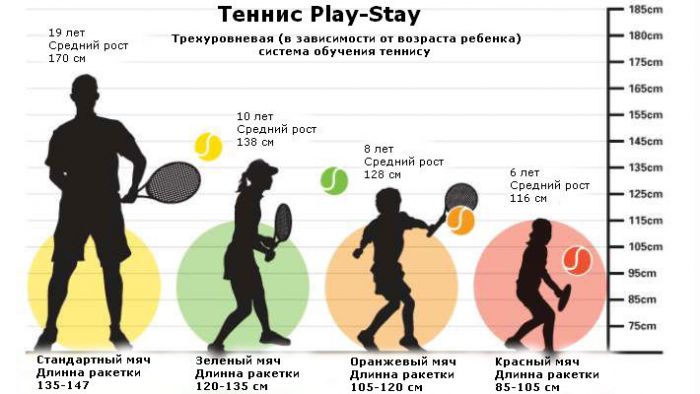 Теннис Play-Stay
Трехуровневая (в зависимости от возраста ребенка)
система обучения теннису
19 лет
Средний рост
170 см
10 лет
Средний рост
138 см
8 лет
Средний рост
128 см
6 лет
Средний рост
116 см
185cm
180cm
175cm
165cm
155cm
145cm
135cm
125cm
115cm
105cm
95cm
85cm
75cm
Стандартный мяч
Длинна ракетки
135-147
Зеленый мяч
Длинна ракетки
120-135 см
Оранжевый мяч
Длинна ракетки
105-120 см
Красный мяч
Длинна ракетки
85-105 см